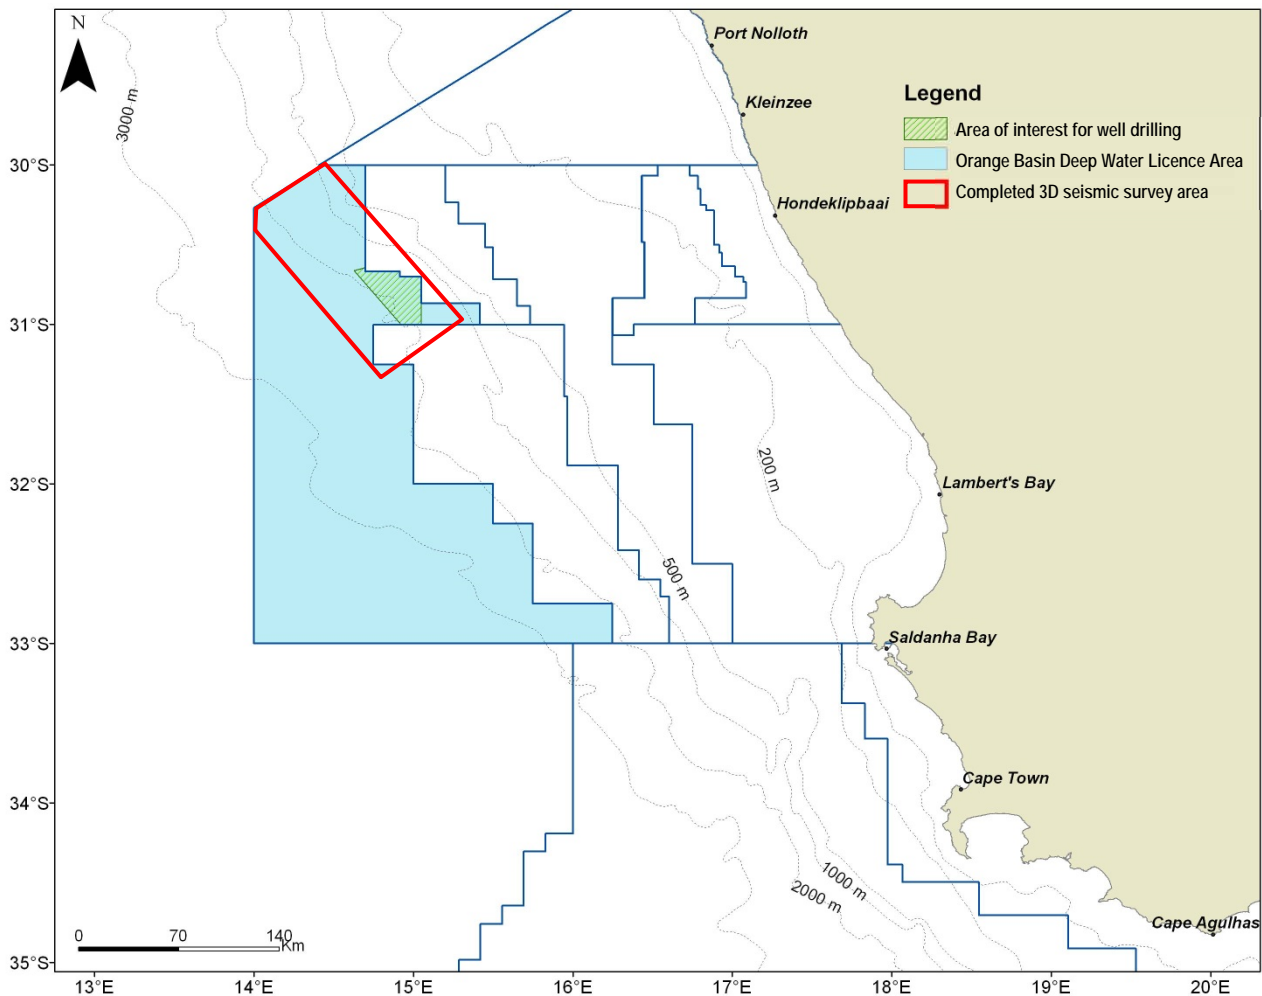 N
Port Nolloth
3000 m
Kleinzee
Legend
Area of interest for well drilling
Orange Basin Deep Water Licence Area
Completed 3D seismic survey area
30°S
Hondeklipbaai
31°S
200 m
32°S
Lambert's Bay
500 m
33°S
Saldanha Bay
Cape Town
34°S
1000 m
2000 m
Cape Agulhas
0 70 140 Km
35°S
13°E 14°E 15°E 16°E 17°E 18°E 19°E 20°E